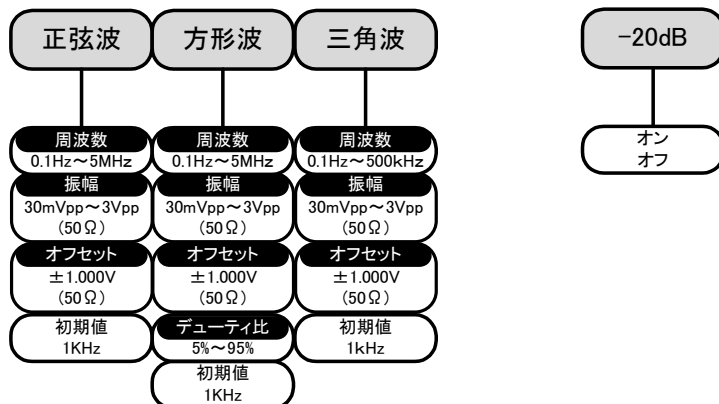 正弦波
周波数
0.1Hz～5MHz
振幅
30mVpp～3Vpp
(50Ω)
オフセット
±1.000V
(50Ω)
初期値
1KHz
方形波
周波数
0.1Hz～5MHz
振幅
30mVpp～3Vpp
(50Ω)
オフセット
±1.000V
(50Ω)
デューティ比
5%～95%
初期値
1KHz
三角波
周波数
0.1Hz～500kHz
振幅
30mVpp～3Vpp
(50Ω)
オフセット
±1.000V
(50Ω)
初期値
1kHz
-20dB
オン
オフ